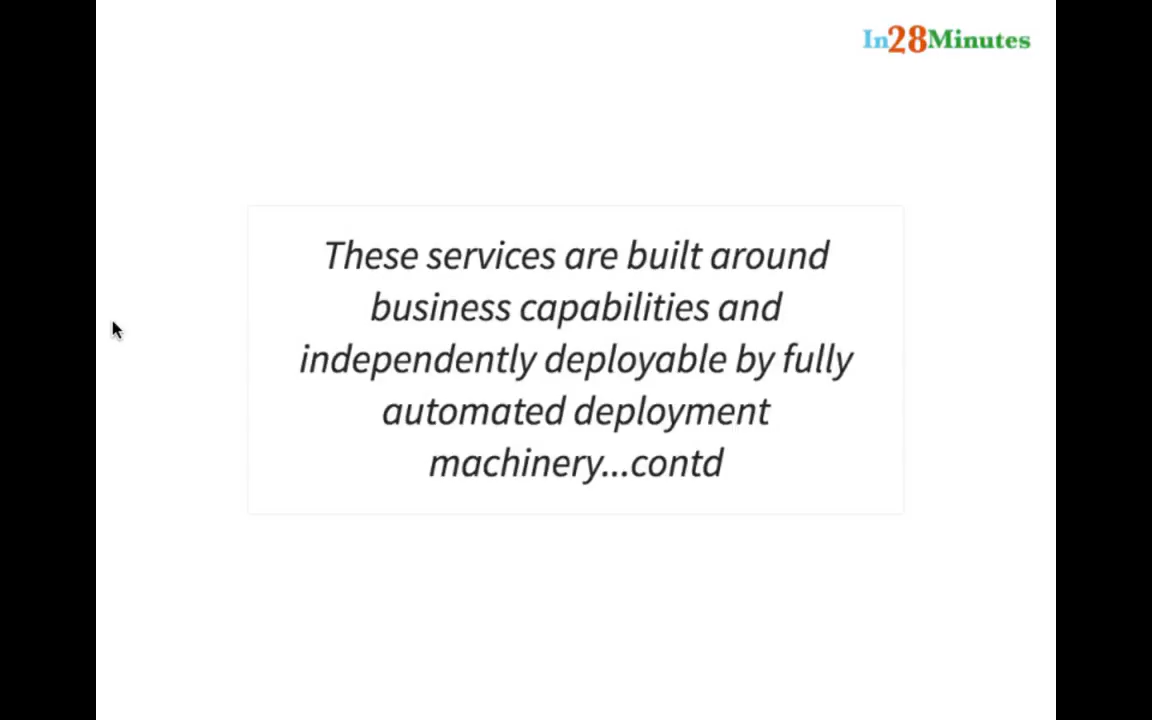 In28Minutes
These services are built around
business capabilities and
independently deployable by fully
automated deployment
machinery...contd